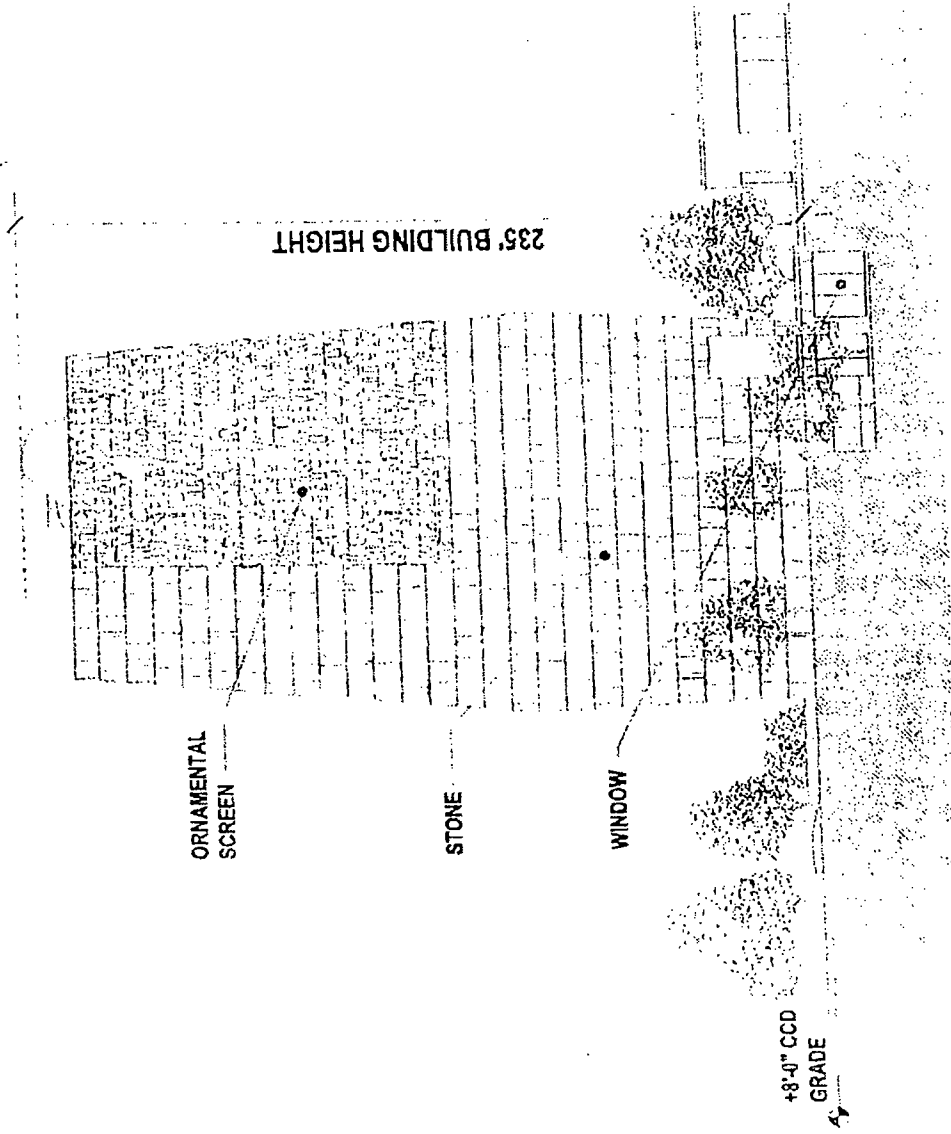 235' BUILDING HEIGHT
ORNAMENTAL
SCREEN
STONE
WINDOW
+8'-0" CCD
GRADE